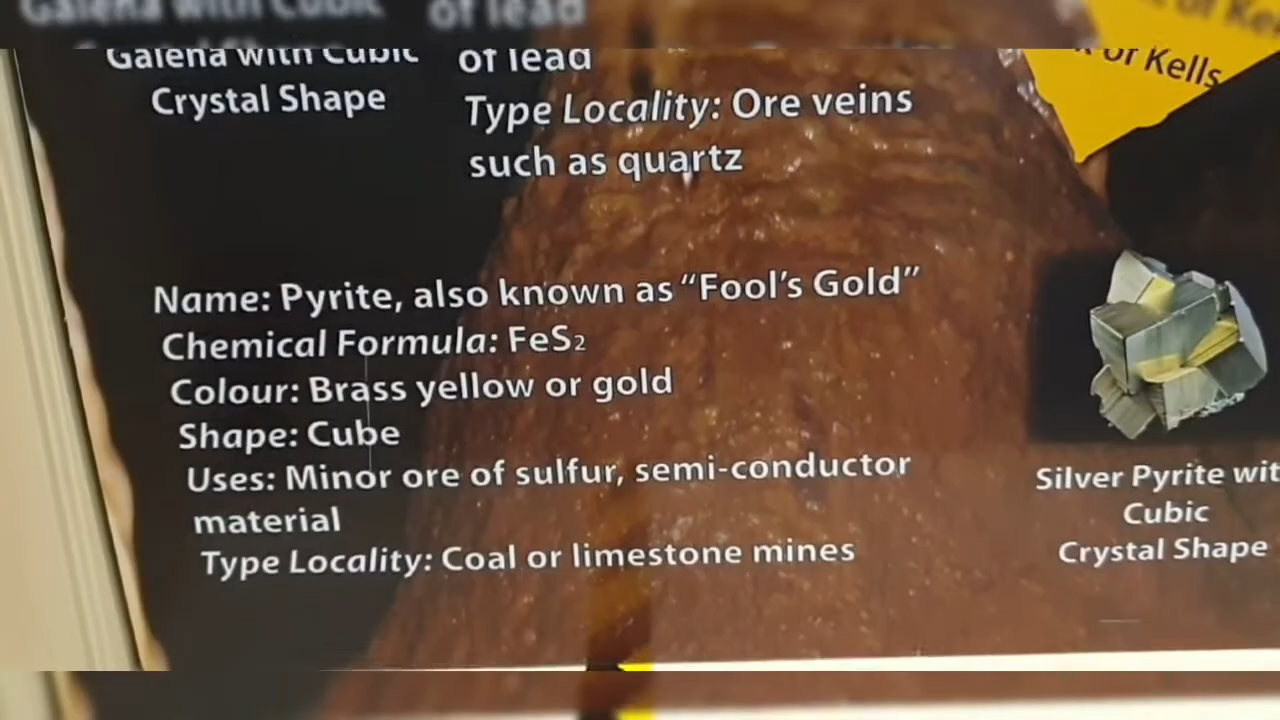 Galena with Cubic
Crystal Shape
of lead
Type Locality: Ore veins
such as quartz
of Kells
Name: Pyrite, also known as “Fool’s Gold”
Chemical Formula: FeS₂
Colour: Brass yellow or gold
Shape: Cube
Uses: Minor ore of sulfur, semi-conductor
material
Type Locality: Coal or limestone mines
Silver Pyrite wit
Cubic
Crystal Shape